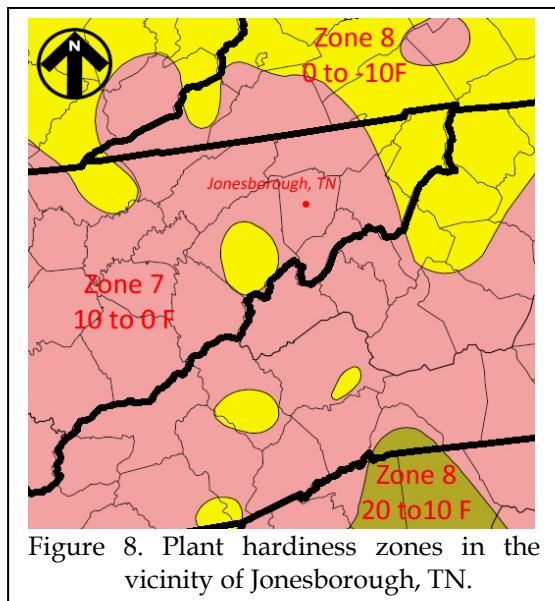 N
Zone 8
0 to -10F
Jonesborough, TN
Zone 7
10 to 0 F
Zone 8
20 to10 F
Figure 8. Plant hardiness zones in the
vicinity of Jonesborough, TN.